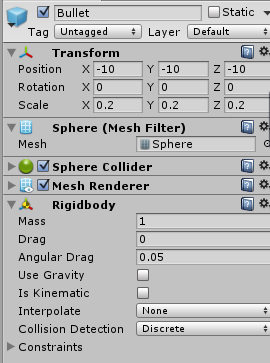 Bullet Static
Tag Untagged Layer Default
Transform
Position X -10 Y -10 Z -10
Rotation X 0 Y 0 Z 0
Scale X 0.2 Y 0.2 Z 0.2
Sphere (Mesh Filter)
Mesh Sphere
Sphere Collider
Mesh Renderer
Rigidbody
Mass 1
Drag 0
Angular Drag 0.05
Use Gravity
Is Kinematic
Interpolate None
Collision Detection Discrete
Constraints